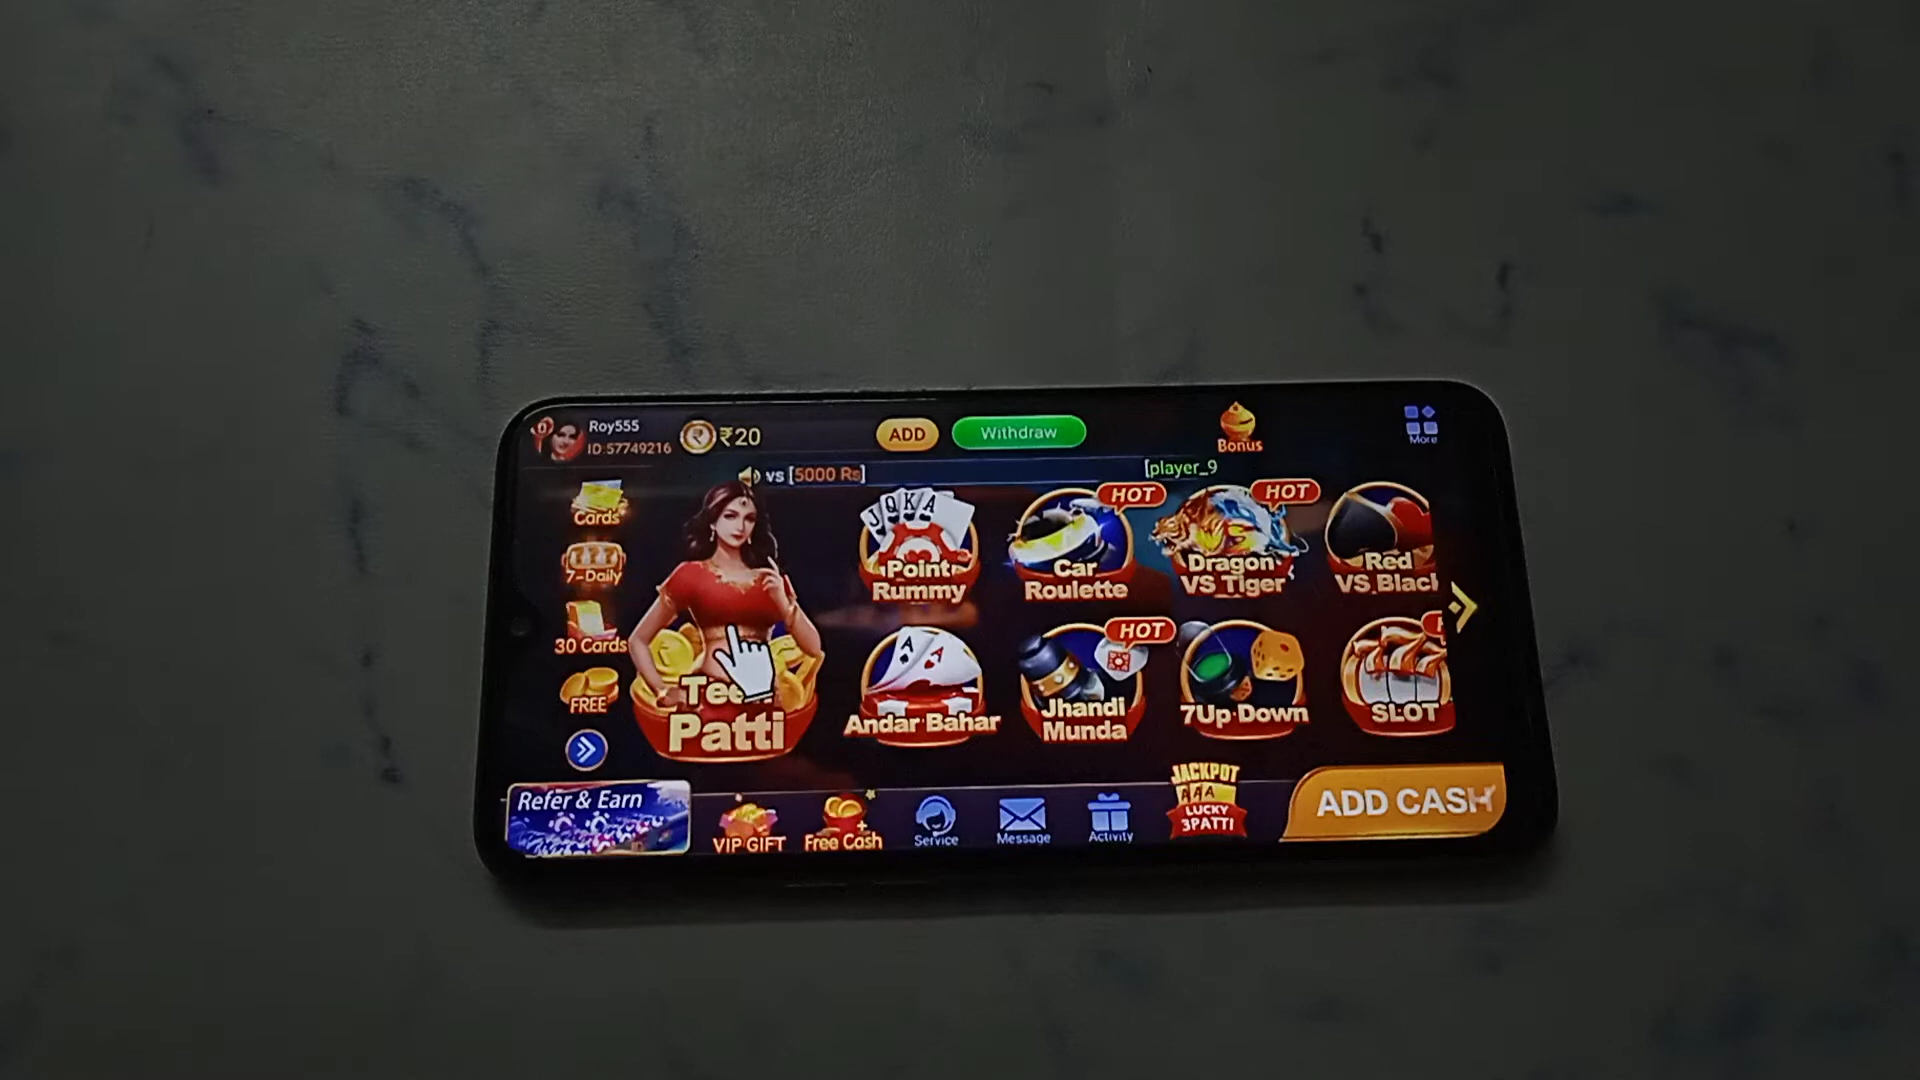 Roy555
ID:57749216
₹20
ADD
Withdraw
Bonus
More
vs [5000 Rs]
[player_9
Cards
7-Daily
30 Cards
FREE
Patti
J Q K A
Point
Rummy
HOT
Car
Roulette
HOT
Dragon
VS Tiger
Red
VS Black
A A
Andar Bahar
HOT
Jhandi
Munda
7Up Down
SLOT
Refer & Earn
VIP GIFT
Free Cash
Service
Message
Activity
JACKPOT
AAA
LUCKY
3PATTI
ADD CASH